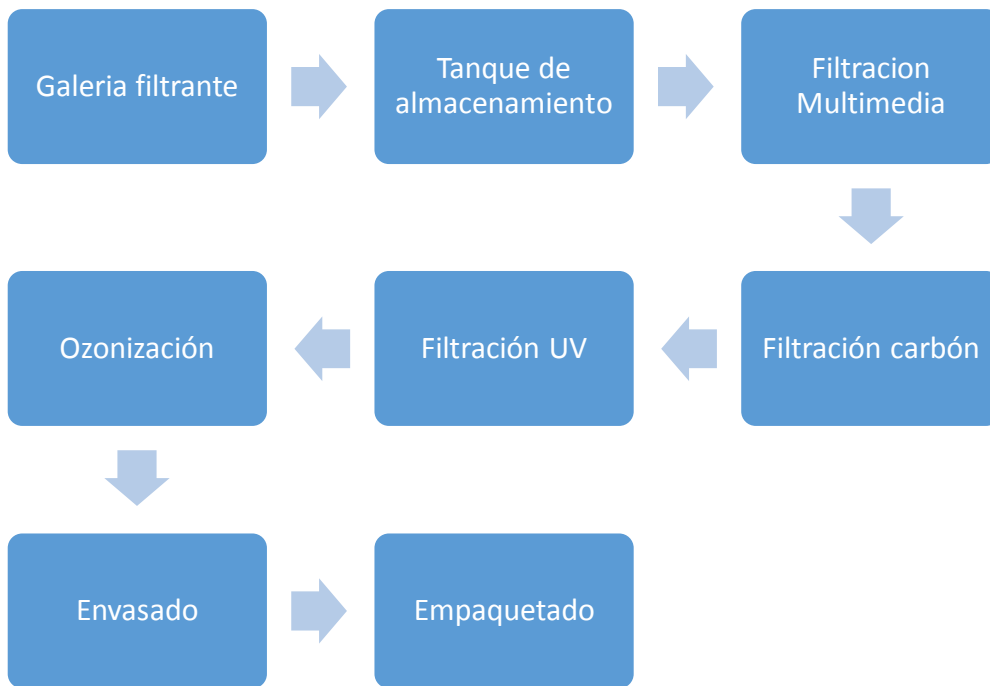 Galeria filtrante
Tanque de
almacenamiento
Filtracion
Multimedia
Filtración carbón
Filtración UV
Ozonización
Envasado
Empaquetado